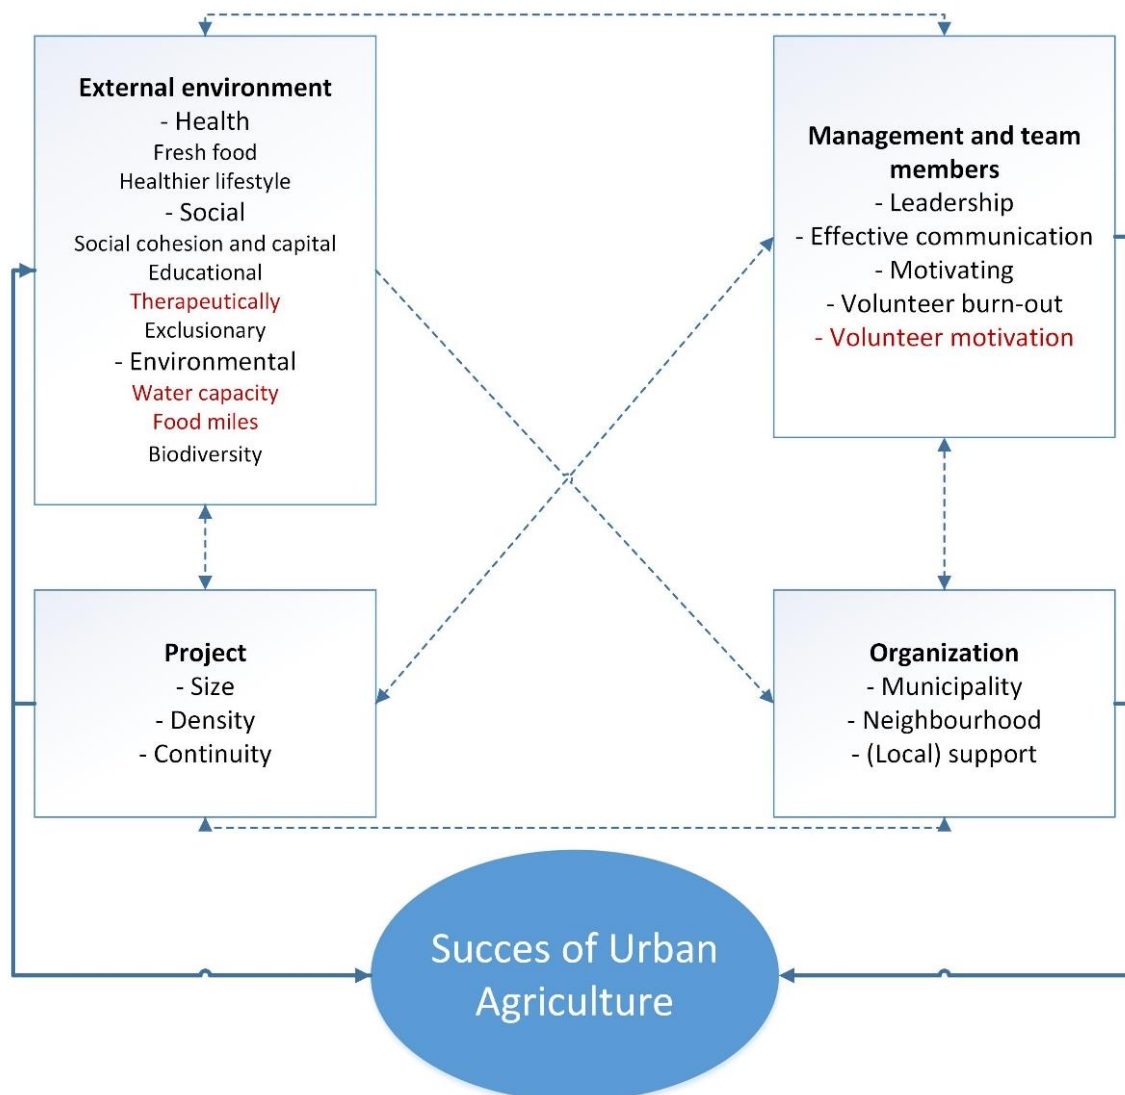 External environment
- Health
Fresh food
Healthier lifestyle
- Social
Social cohesion and capital
Educational
Therapeutically
Exclusionary
- Environmental
Water capacity
Food miles
Biodiversity
Management and team
members
- Leadership
- Effective communication
- Motivating
- Volunteer burn-out
- Volunteer motivation
Project
- Size
- Density
- Continuity
Organization
- Municipality
- Neighbourhood
- (Local) support
Succes of Urban
Agriculture